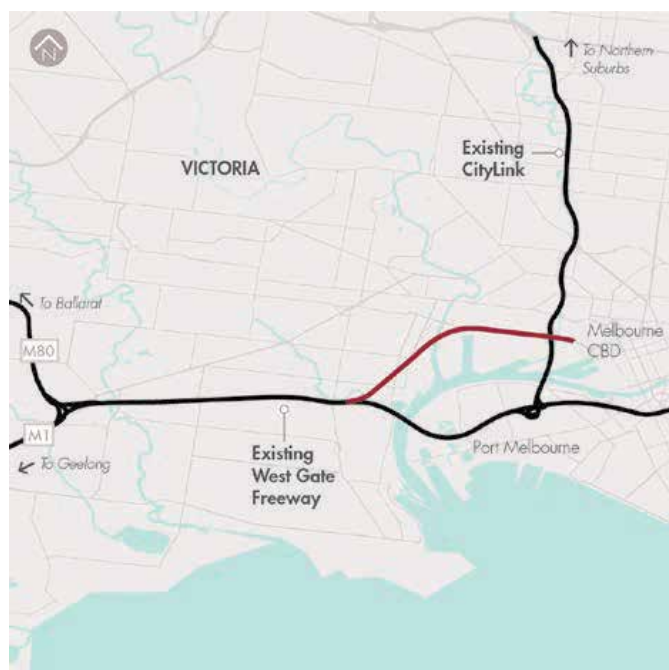 N
To Northern
Suburbs
Existing
CityLink
VICTORIA
To Ballarat
M80
Melbourne
CBD
M1
To Geelong
Existing
West Gate
Freeway
Port Melbourne